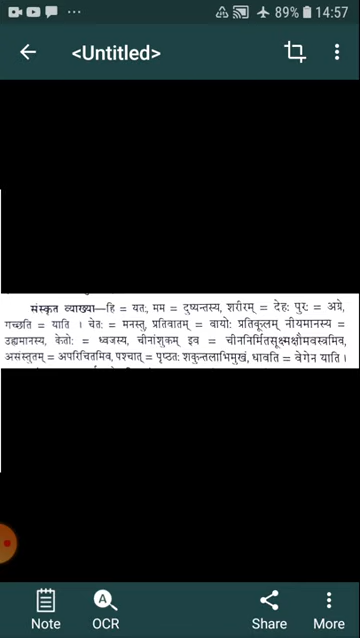 89% 14:57
<Untitled>
संस्कृत व्याख्या—हि = यतः, मम = दुष्यन्तस्य, शरीरम् = देहः पुरः = अग्रे,
गच्छति = याति । चेतः = मनस्तु, प्रतिवातम् = वायोः प्रतिकूलम् नीयमानस्य =
उह्यमानस्य, केतोः = ध्वजस्य, चीनांशुकम् इव = चीननिर्मितसूक्ष्मक्षौमवस्त्रमिव,
असंस्तुतम् = अपरिचितमिव, पश्चात् = पृष्ठतः शकुन्तलाभिमुखं, धावति = वेगेन याति ।
Note OCR Share More